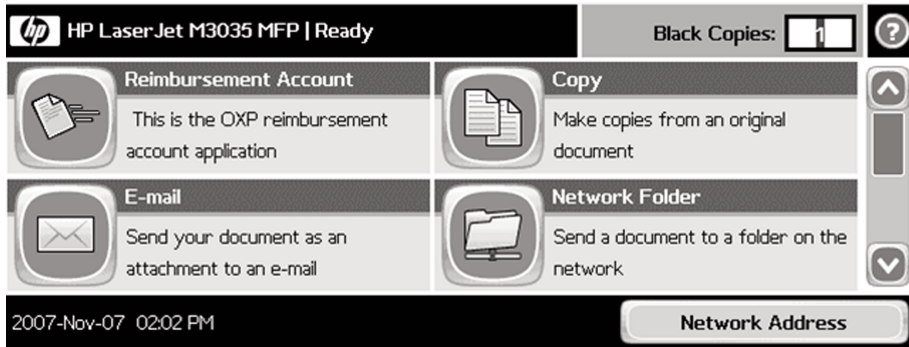 hp HP LaserJet M3035 MFP | Ready
Black Copies: 1
?
Reimbursement Account
This is the OXP reimbursement
account application
Copy
Make copies from an original
document
E-mail
Send your document as an
attachment to an e-mail
Network Folder
Send a document to a folder on the
network
2007-Nov-07 02:02 PM
Network Address